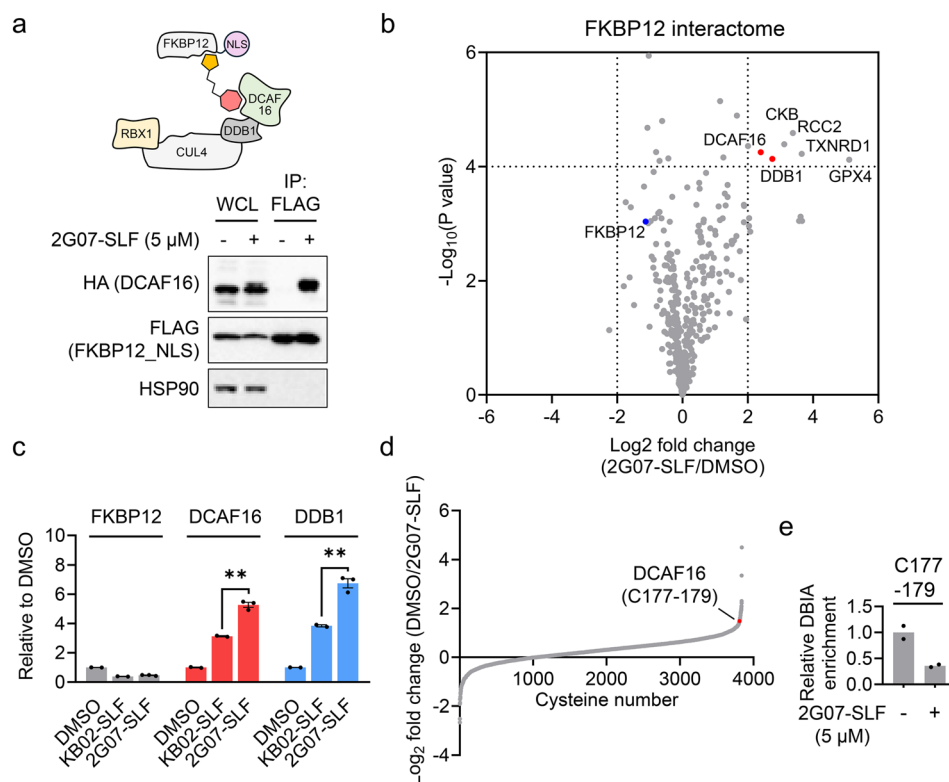 a
FKBP12
NLS
DCAF
16
RBX1
DDB1
CUL4
IP:
WCL FLAG
2G07-SLF (5 µM) - + - +
HA (DCAF16)
FLAG
(FKBP12_NLS)
HSP90
b
FKBP12 interactome
-Log10(P value)
6
4
2
0
CKB
RCC2
DCAF16
TXNRD1
DDB1
GPX4
FKBP12
-6 -4 -2 0 2 4 6
Log2 fold change
(2G07-SLF/DMSO)
c
FKBP12 DCAF16 DDB1
Relative to DMSO
10
8
6
4
2
0
** **
DMSO KB02-SLF 2G07-SLF DMSO KB02-SLF 2G07-SLF DMSO KB02-SLF 2G07-SLF
d
Log2 fold change (DMSO/2G07-SLF)
6
4
2
0
-2
-4
DCAF16
(C177-179)
1000 2000 3000 4000
Cysteine number
e
C177
-179
Relative DBIA
enrichment
1.5
1.0
0.5
0.0
2G07-SLF - +
(5 µM)